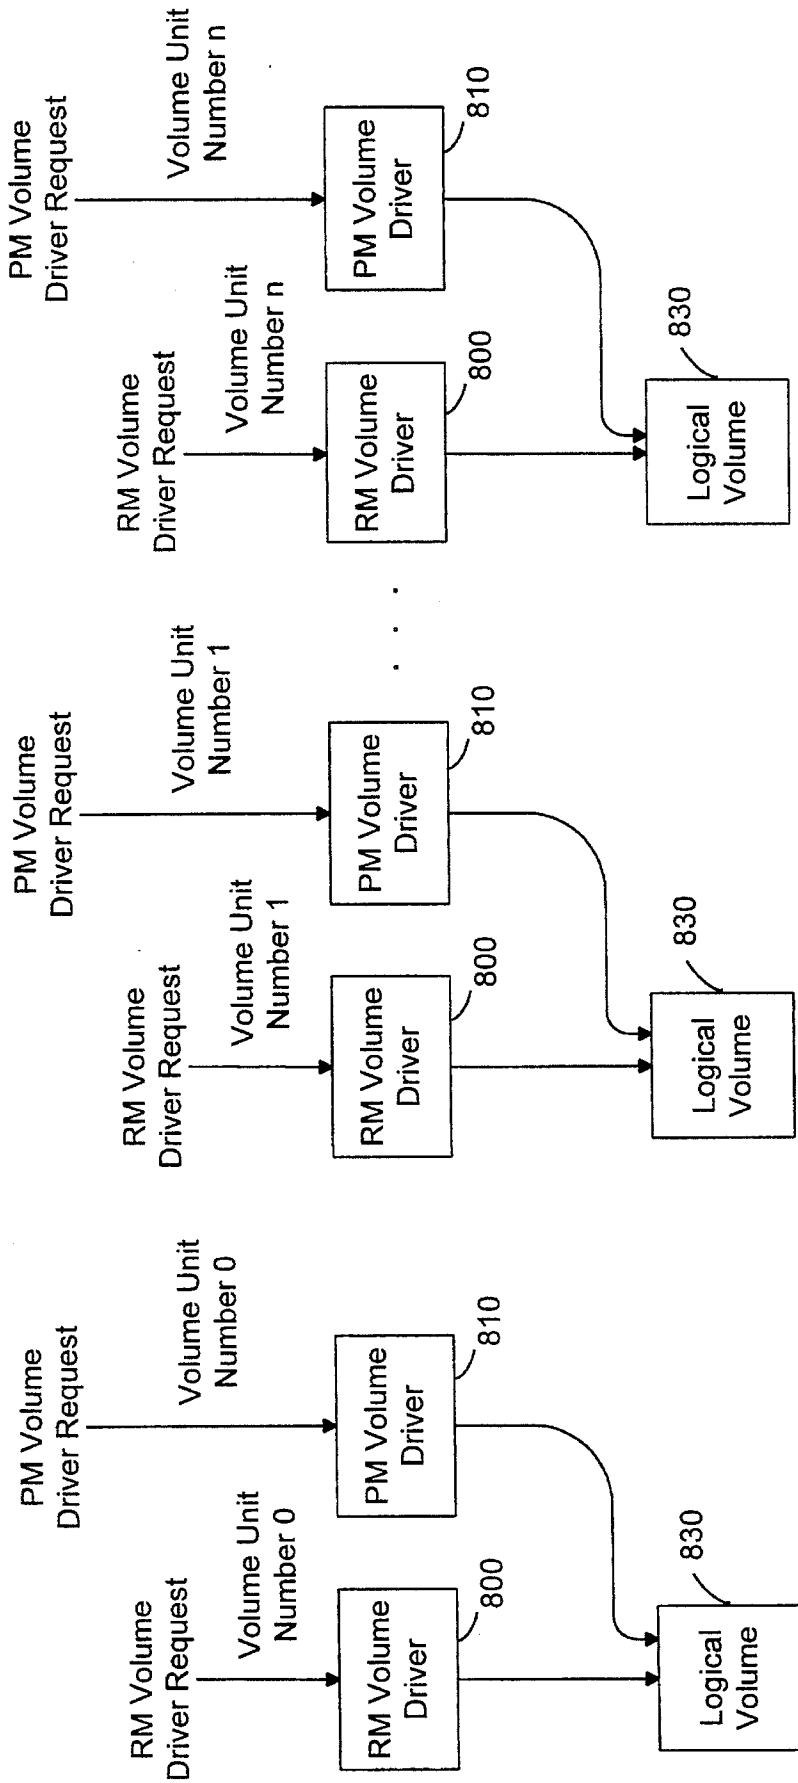 RM Volume
Driver Request
Volume Unit
Number 0
RM Volume
Driver
800
PM Volume
Driver Request
Volume Unit
Number 0
PM Volume
Driver
810
Logical
Volume
830
RM Volume
Driver Request
Volume Unit
Number 1
RM Volume
Driver
800
PM Volume
Driver Request
Volume Unit
Number 1
PM Volume
Driver
810
Logical
Volume
830
. . .
RM Volume
Driver Request
Volume Unit
Number n
RM Volume
Driver
800
PM Volume
Driver Request
Volume Unit
Number n
PM Volume
Driver
810
Logical
Volume
830